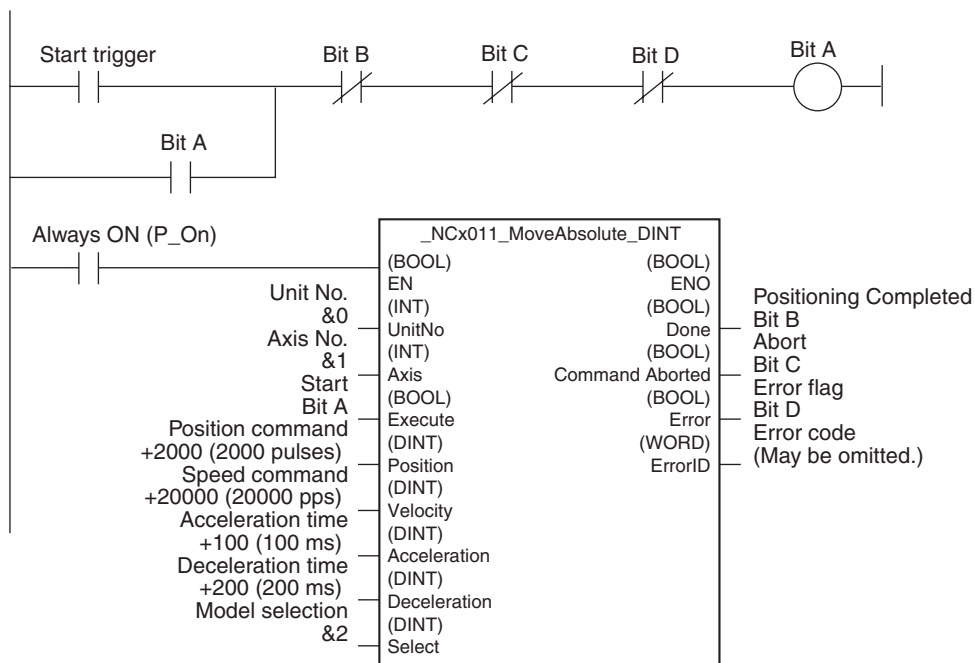 Start trigger
Bit B
Bit C
Bit D
Bit A
Bit A
Always ON (P_On)
_NCx011_MoveAbsolute_DINT
(BOOL)
EN
(BOOL)
ENO
Unit No.
&0
(INT)
UnitNo
(BOOL)
Done
Positioning Completed
Bit B
Axis No.
&1
(INT)
Axis
(BOOL)
Command Aborted
Abort
Bit C
Start
Bit A
(BOOL)
Execute
(BOOL)
Error
Error flag
Bit D
Position command
+2000 (2000 pulses)
(DINT)
Position
(WORD)
ErrorID
Error code
(May be omitted.)
Speed command
+20000 (20000 pps)
(DINT)
Velocity
Acceleration time
+100 (100 ms)
(DINT)
Acceleration
Deceleration time
+200 (200 ms)
(DINT)
Deceleration
Model selection
&2
(DINT)
Select